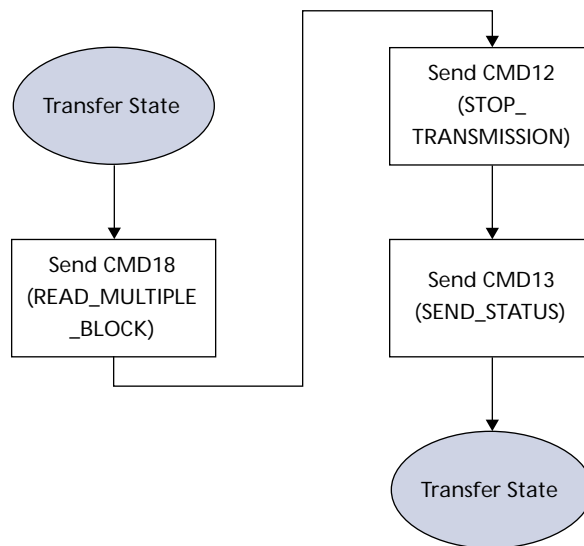 Transfer State
Send CMD18
(READ_MULTIPLE
_BLOCK)
Send CMD12
(STOP_
TRANSMISSION)
Send CMD13
(SEND_STATUS)
Transfer State